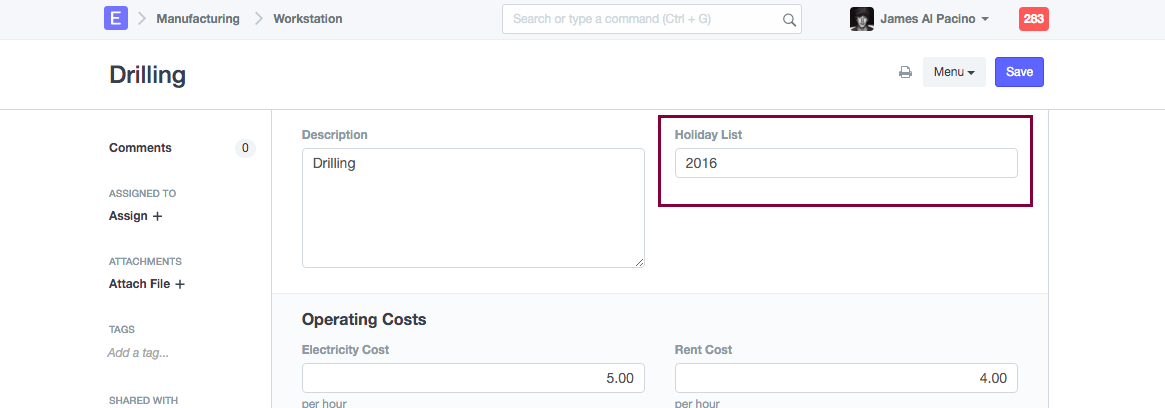 E Manufacturing Workstation Search or type a command (Ctrl + G) James Al Pacino 283
Drilling Menu Save
Comments 0
ASSIGNED TO
Assign +
ATTACHMENTS
Attach File +
TAGS
Add a tag...
SHARED WITH
Description
Drilling
Holiday List
2016
Operating Costs
Electricity Cost
5.00
per hour
Rent Cost
4.00
per hour